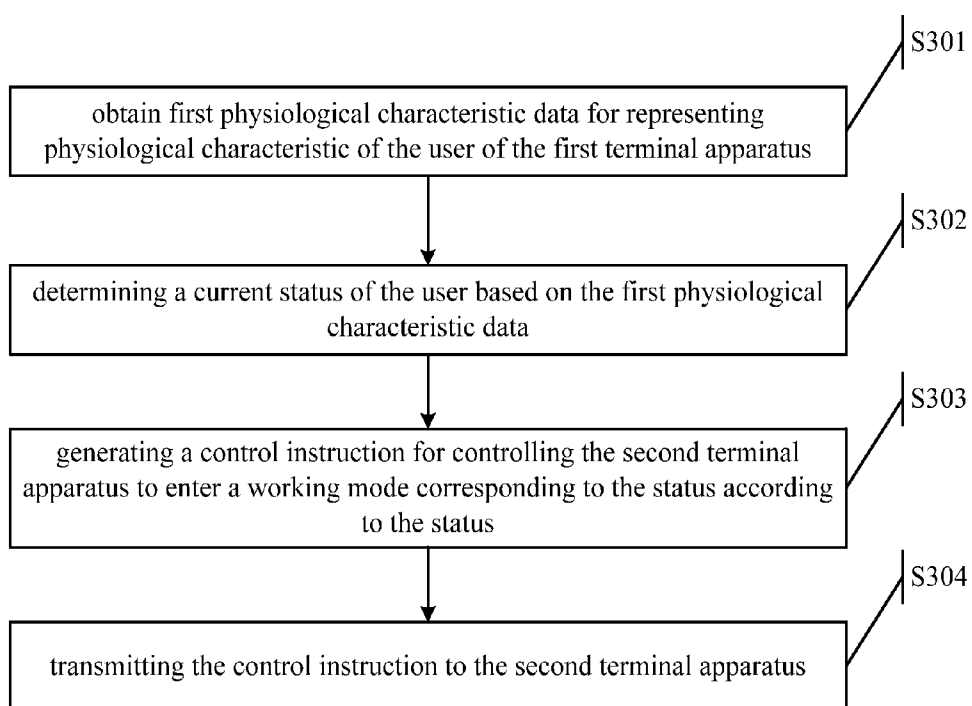 S301
obtain first physiological characteristic data for representing
physiological characteristic of the user of the first terminal apparatus
S302
determining a current status of the user based on the first physiological
characteristic data
S303
generating a control instruction for controlling the second terminal
apparatus to enter a working mode corresponding to the status according
to the status
S304
transmitting the control instruction to the second terminal apparatus